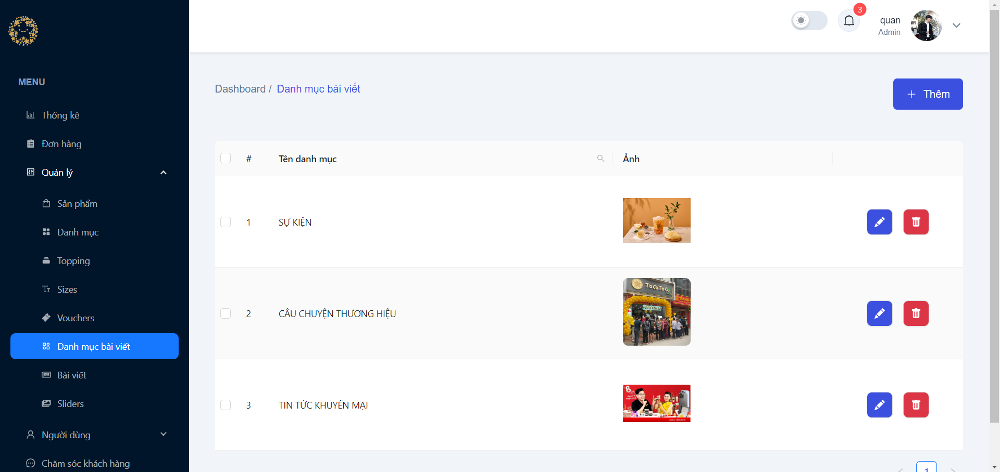 3
quan
Admin
MENU
Thống kê
Đơn hàng
Quản lý
Sản phẩm
Danh mục
Topping
Sizes
Vouchers
Danh mục bài viết
Bài viết
Sliders
Người dùng
Chăm sóc khách hàng
Dashboard / Danh mục bài viết
Thêm
# Tên danh mục Ảnh
1 SỰ KIỆN
2 CÂU CHUYỆN THƯƠNG HIỆU
ToCoToCo
3 TIN TỨC KHUYẾN MẠI
8
1